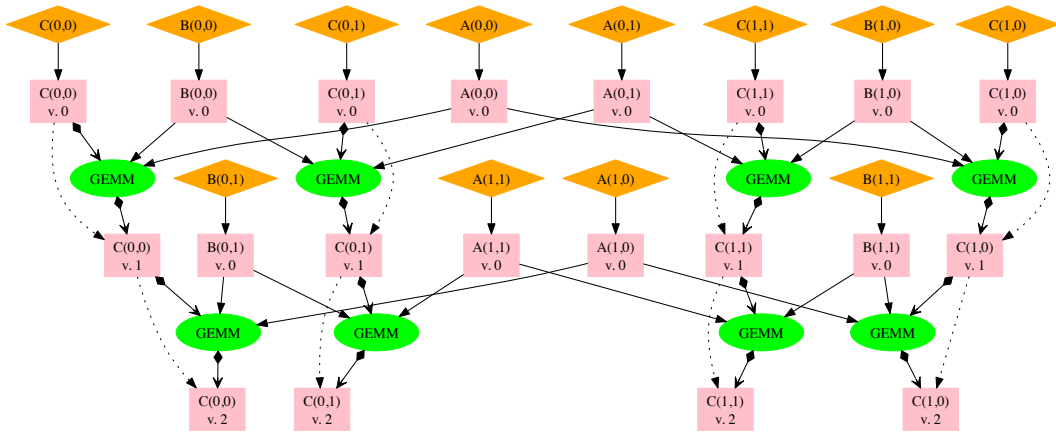 C(0,0)
B(0,0)
C(0,1)
A(0,0)
A(0,1)
C(1,1)
B(1,0)
C(1,0)
C(0,0)
v. 0
B(0,0)
v. 0
C(0,1)
v. 0
A(0,0)
v. 0
A(0,1)
v. 0
C(1,1)
v. 0
B(1,0)
v. 0
C(1,0)
v. 0
GEMM
B(0,1)
GEMM
A(1,1)
A(1,0)
GEMM
B(1,1)
GEMM
C(0,0)
v. 1
B(0,1)
v. 0
C(0,1)
v. 1
A(1,1)
v. 0
A(1,0)
v. 0
C(1,1)
v. 1
B(1,1)
v. 0
C(1,0)
v. 1
GEMM
GEMM
GEMM
GEMM
C(0,0)
v. 2
C(0,1)
v. 2
C(1,1)
v. 2
C(1,0)
v. 2